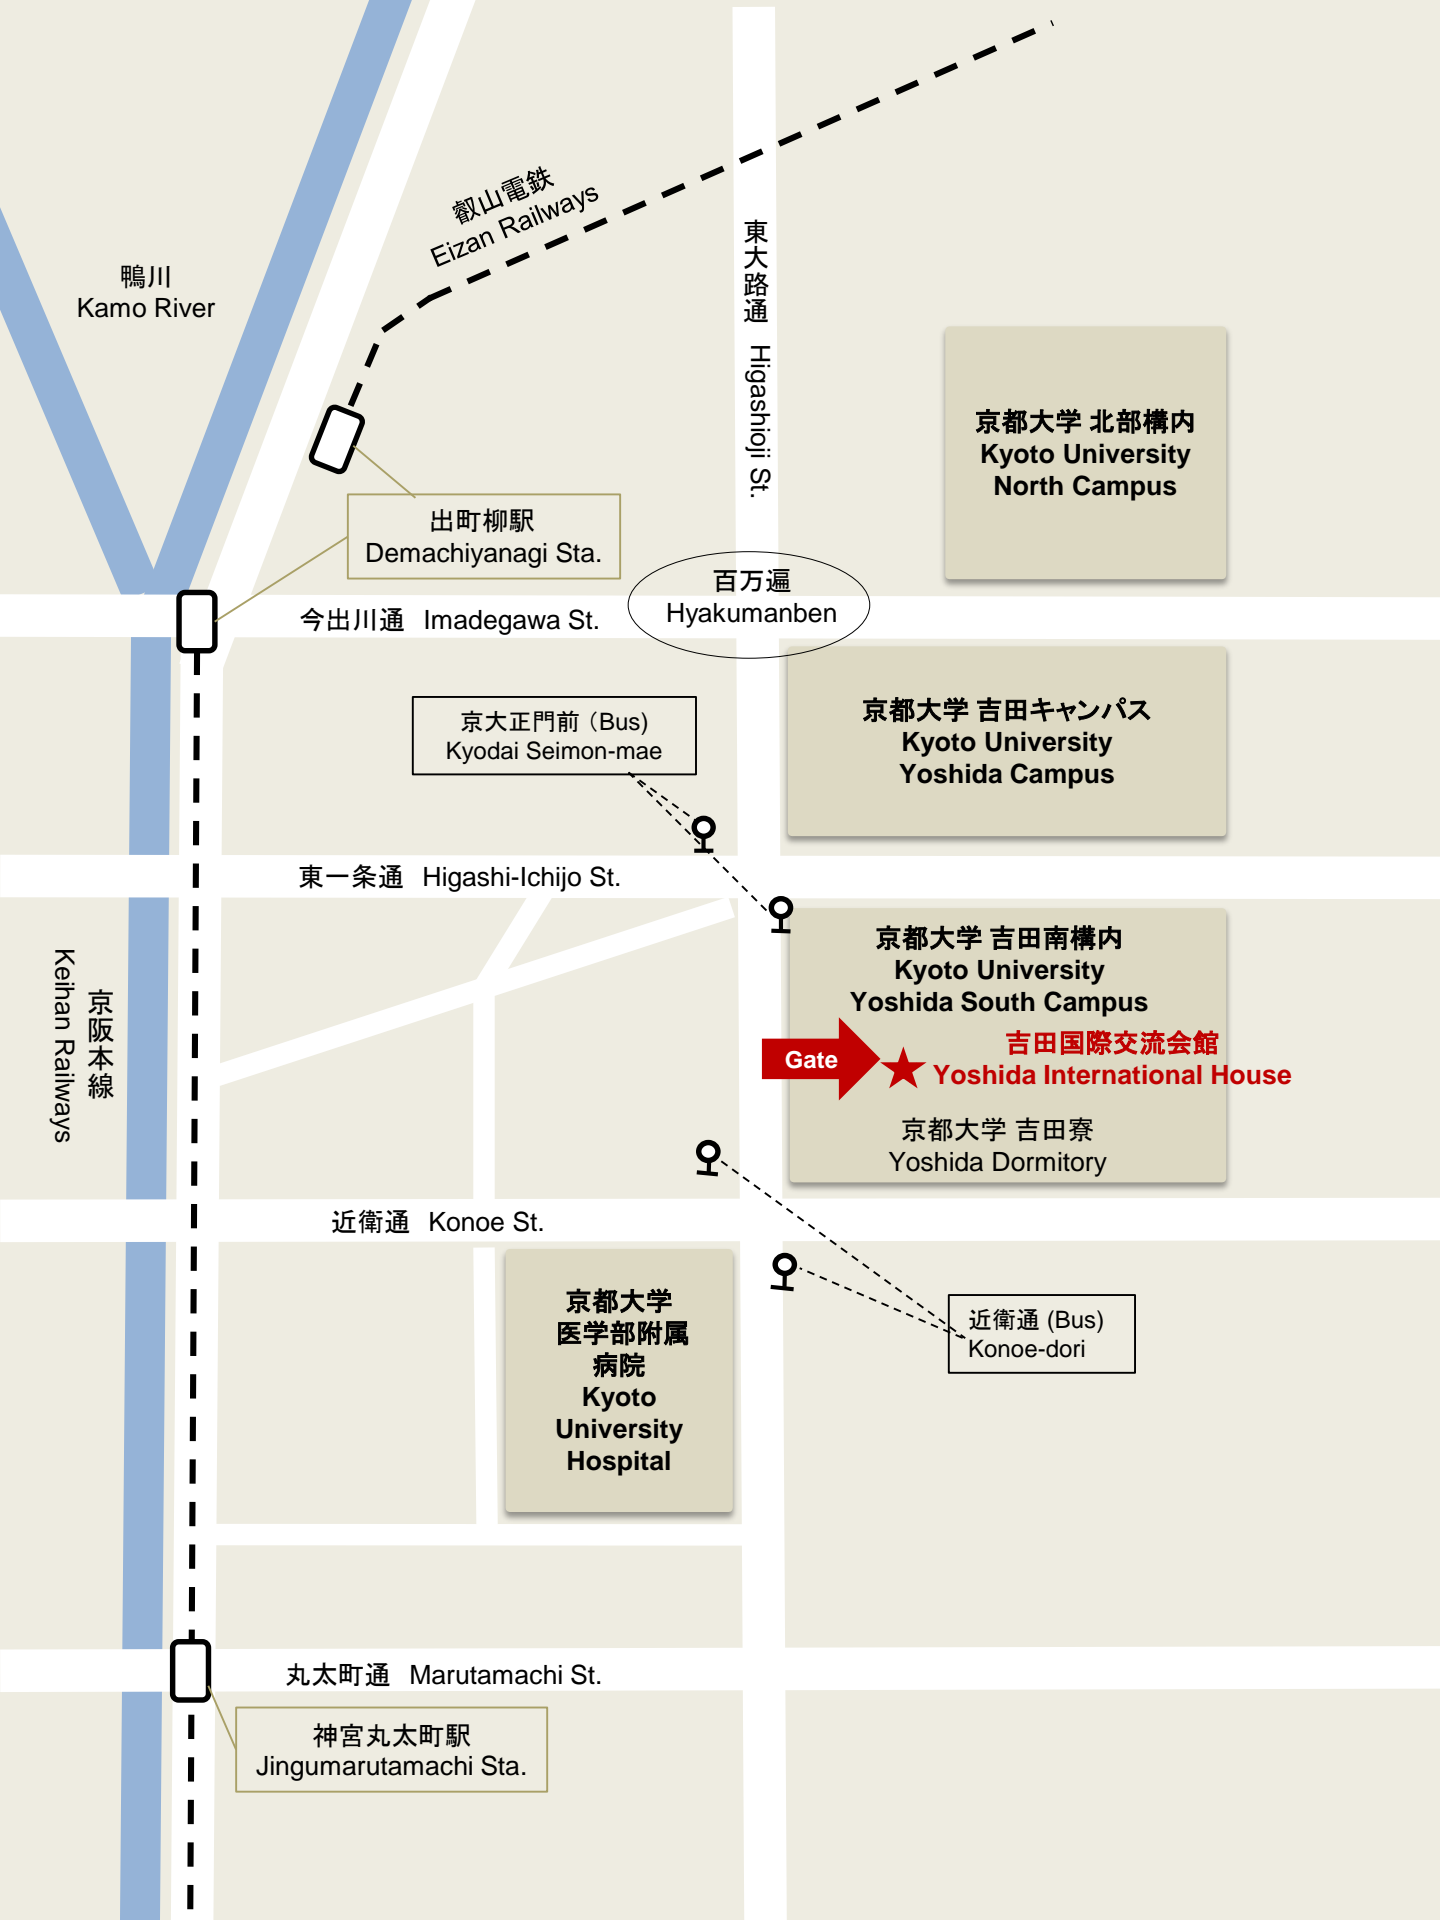 叡山電鉄
Eizan Railways
東大路通 Higashioji St.
鴨川
Kamo River
京都大学 北部構内
Kyoto University
North Campus
出町柳駅
Demachiyanagi Sta.
百万遍
Hyakumanben
今出川通 Imadegawa St.
京大正門前（Bus)
Kyodai Seimon-mae
京都大学 吉田キャンパス
Kyoto University
Yoshida Campus
東一条通 Higashi-Ichijo St.
京阪本線
Keihan Railways
京都大学 吉田南構内
Kyoto University
Yoshida South Campus
Gate
吉田国際交流会館
Yoshida International House
京都大学 吉田寮
Yoshida Dormitory
近衛通 Konoe St.
京都大学
医学部附属
病院
Kyoto
University
Hospital
近衛通 (Bus)
Konoe-dori
丸太町通 Marutamachi St.
神宮丸太町駅
Jingumarutamachi Sta.